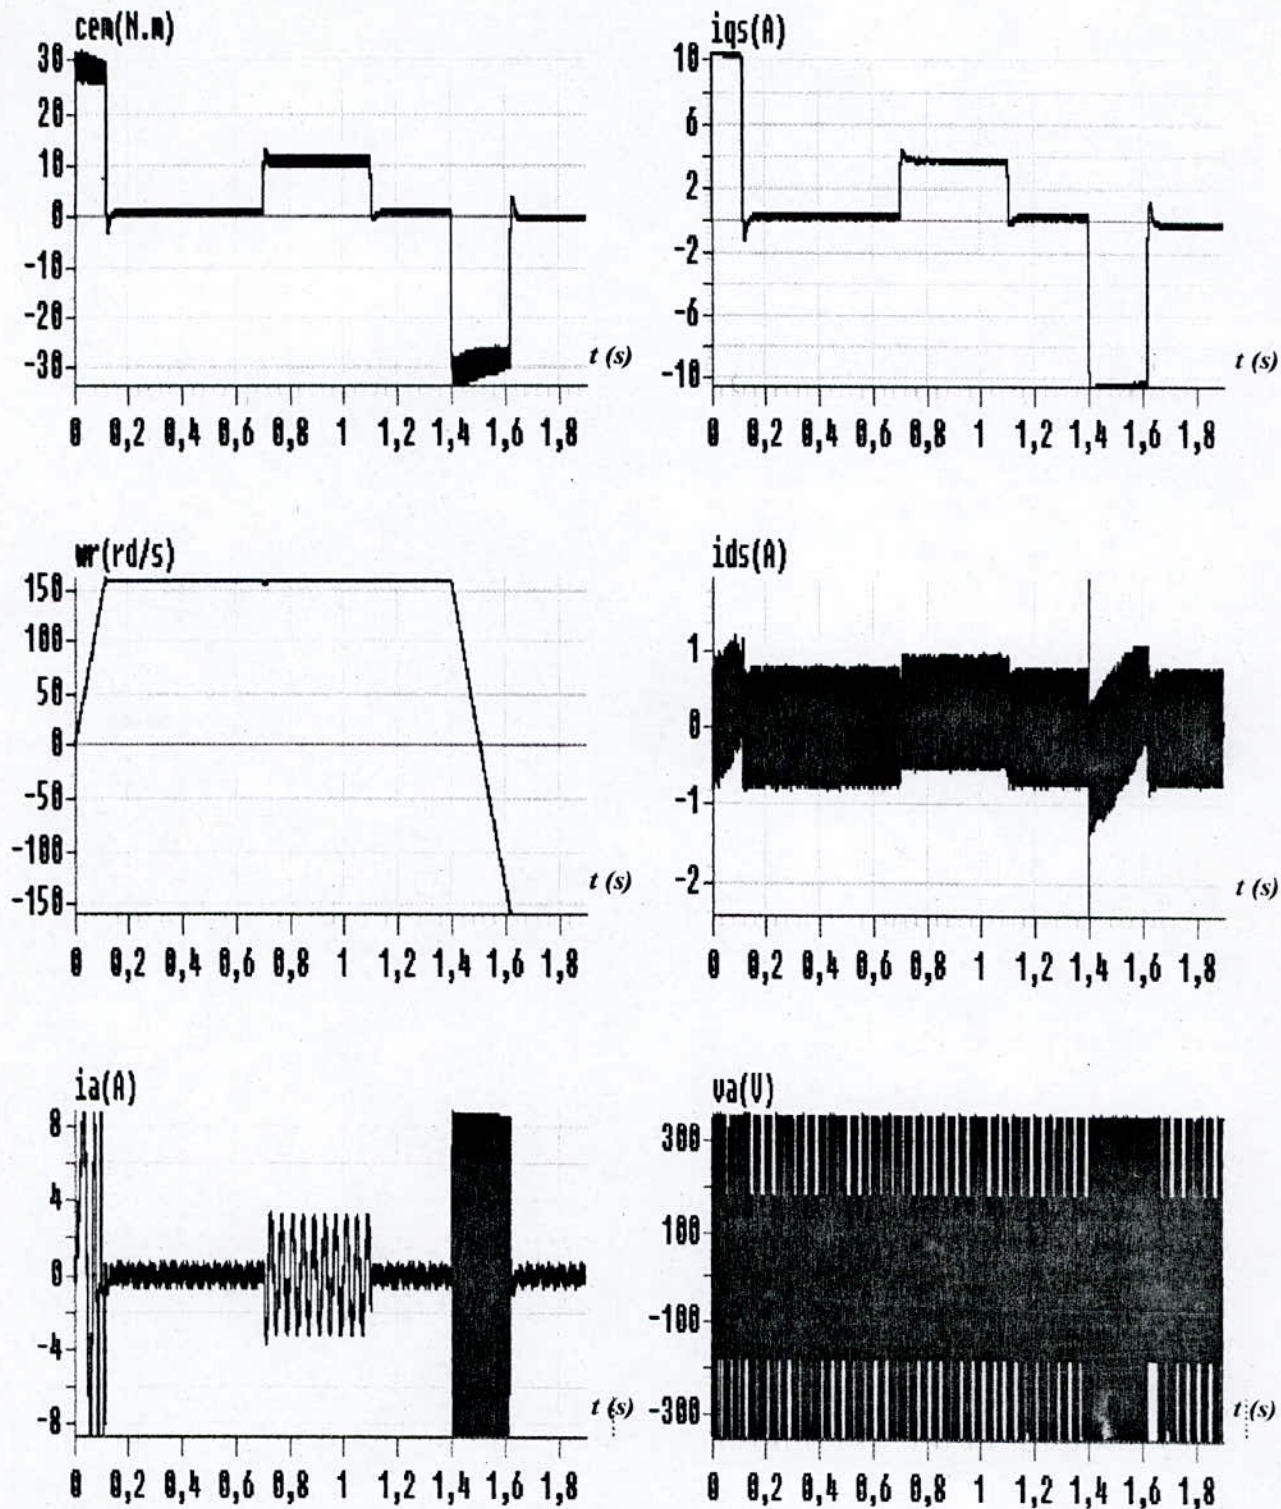 cem(N.m)
30
20
10
0
-10
-20
-30
t (s)
0 0,2 0,4 0,6 0,8 1 1,2 1,4 1,6 1,8
iqs(A)
10
6
2
-2
-6
-10
t (s)
0 0,2 0,4 0,6 0,8 1 1,2 1,4 1,6 1,8
wr(rd/s)
150
100
50
0
-50
-100
-150
t (s)
0 0,2 0,4 0,6 0,8 1 1,2 1,4 1,6 1,8
ids(A)
1
0
-1
-2
t (s)
0 0,2 0,4 0,6 0,8 1 1,2 1,4 1,6 1,8
ia(A)
8
4
0
-4
-8
t (s)
0 0,2 0,4 0,6 0,8 1 1,2 1,4 1,6 1,8
va(V)
300
100
-100
-300
t (s)
0 0,2 0,4 0,6 0,8 1 1,2 1,4 1,6 1,8